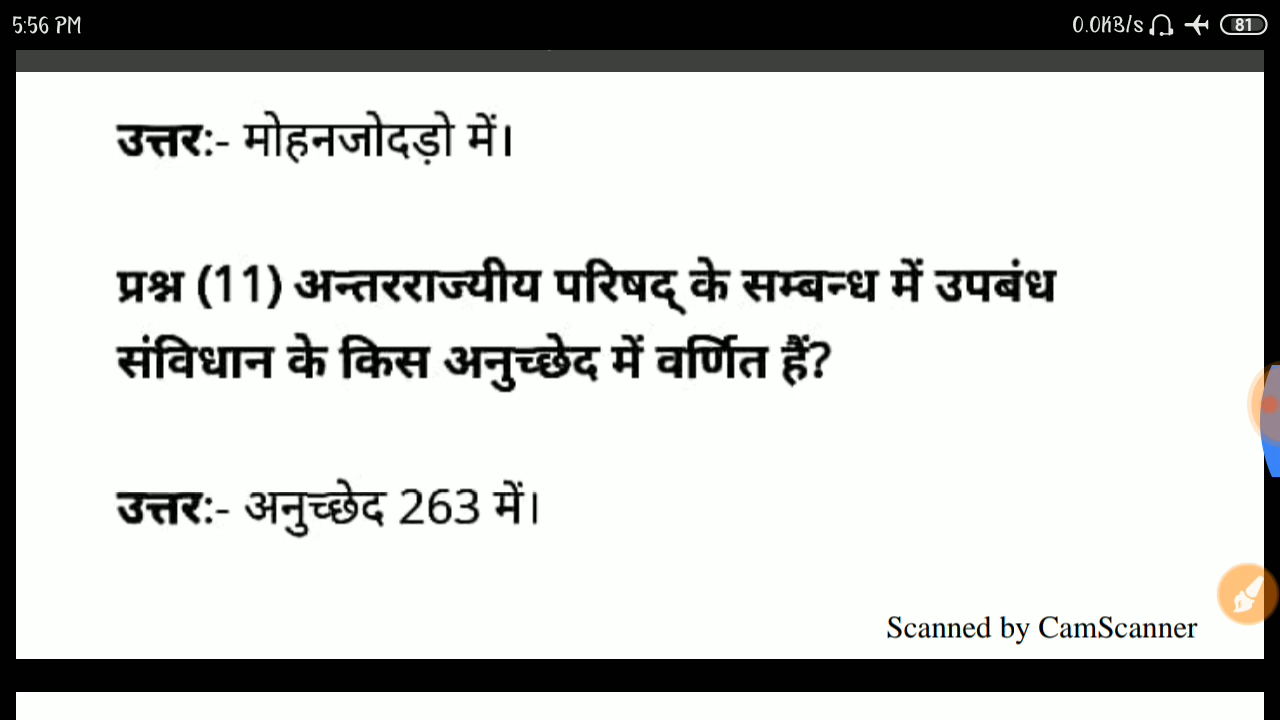 5:56 PM
0.0KB/s
81
उत्तर:- मोहनजोदड़ो में।
प्रश्न (11) अन्तरराज्यीय परिषद् के सम्बन्ध में उपबंध
संविधान के किस अनुच्छेद में वर्णित हैं?
उत्तर:- अनुच्छेद 263 में।
Scanned by CamScanner